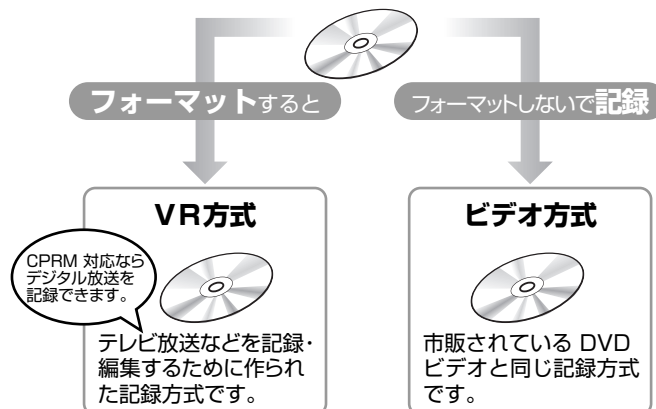 フォーマットすると
フォーマットしないで記録
VR方式
CPRM 対応なら
デジタル放送を
記録できます。
テレビ放送などを記録・
編集するために作られ
た記録方式です。
ビデオ方式
市販されている DVD
ビデオと同じ記録方式
です。